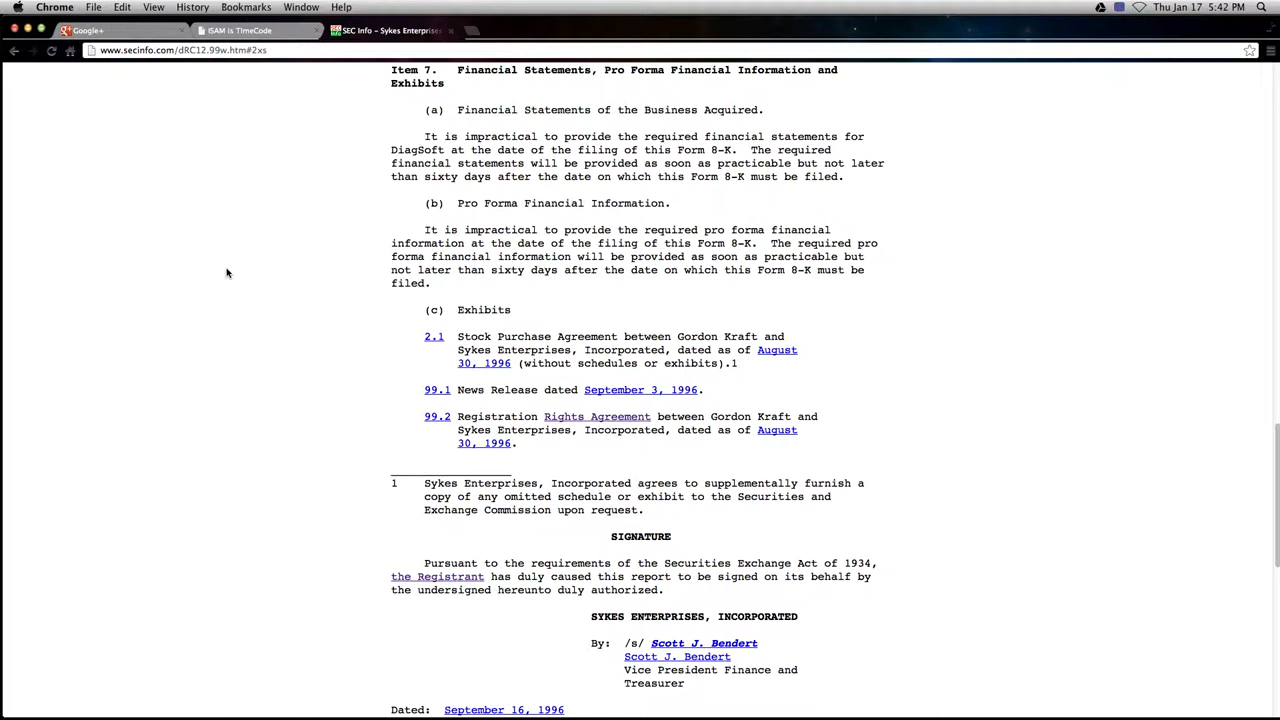 Chrome File Edit View History Bookmarks Window Help
Thu Jan 17 5:42 PM
Google+
ISAM is TimeCode
SEC Info - Sykes Enterprises
www.secinfo.com/dRC12.99w.htm#2xs
Item 7. Financial Statements, Pro Forma Financial Information and
Exhibits
(a) Financial Statements of the Business Acquired.
It is impractical to provide the required financial statements for
DiagSoft at the date of the filing of this Form 8-K. The required
financial statements will be provided as soon as practicable but not later
than sixty days after the date on which this Form 8-K must be filed.
(b) Pro Forma Financial Information.
It is impractical to provide the required pro forma financial
information at the date of the filing of this Form 8-K. The required pro
forma financial information will be provided as soon as practicable but
not later than sixty days after the date on which this Form 8-K must be
filed.
(c) Exhibits
2.1 Stock Purchase Agreement between Gordon Kraft and
Sykes Enterprises, Incorporated, dated as of August
30, 1996 (without schedules or exhibits).1
99.1 News Release dated September 3, 1996.
99.2 Registration Rights Agreement between Gordon Kraft and
Sykes Enterprises, Incorporated, dated as of August
30, 1996.
1 Sykes Enterprises, Incorporated agrees to supplementally furnish a
copy of any omitted schedule or exhibit to the Securities and
Exchange Commission upon request.
SIGNATURE
Pursuant to the requirements of the Securities Exchange Act of 1934,
the Registrant has duly caused this report to be signed on its behalf by
the undersigned hereunto duly authorized.
SYKES ENTERPRISES, INCORPORATED
By: /s/ Scott J. Bendert
Scott J. Bendert
Vice President Finance and
Treasurer
Dated: September 16, 1996